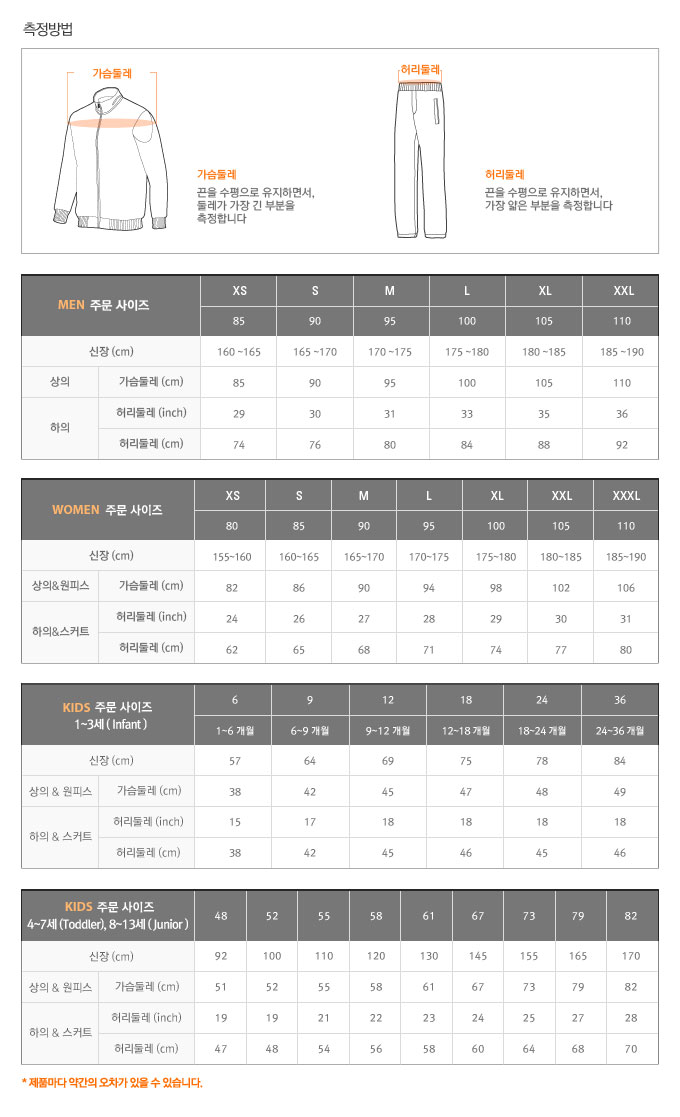 측정방법
가슴둘레
허리둘레
가슴둘레
끈을 수평으로 유지하면서,
둘레가 가장 긴 부분을
측정합니다
허리둘레
끈을 수평으로 유지하면서,
가장 얇은 부분을 측정합니다
MEN 주문 사이즈 XS S M L XL XXL
85 90 95 100 105 110
신장 (cm) 160 ~165 165 ~170 170 ~175 175 ~180 180 ~185 185 ~190
상의 가슴둘레 (cm) 85 90 95 100 105 110
하의 허리둘레 (inch) 29 30 31 33 35 36
허리둘레 (cm) 74 76 80 84 88 92
WOMEN 주문 사이즈 XS S M L XL XXL XXXL
80 85 90 95 100 105 110
신장 (cm) 155~160 160~165 165~170 170~175 175~180 180~185 185~190
상의&원피스 가슴둘레 (cm) 82 86 90 94 98 102 106
하의&스커트 허리둘레 (inch) 24 26 27 28 29 30 31
허리둘레 (cm) 62 65 68 71 74 77 80
KIDS 주문 사이즈 6 9 12 18 24 36
1~3세 ( Infant ) 1~6 개월 6~9 개월 9~12 개월 12~18 개월 18~24 개월 24~36 개월
신장 (cm) 57 64 69 75 78 84
상의 & 원피스 가슴둘레 (cm) 38 42 45 47 48 49
하의 & 스커트 허리둘레 (inch) 15 17 18 18 18 18
허리둘레 (cm) 38 42 45 46 45 46
KIDS 주문 사이즈
4~7세 (Toddler), 8~13세 ( Junior ) 48 52 55 58 61 67 73 79 82
신장 (cm) 92 100 110 120 130 145 155 165 170
상의 & 원피스 가슴둘레 (cm) 51 52 55 58 61 67 73 79 82
하의 & 스커트 허리둘레 (inch) 19 19 21 22 23 24 25 27 28
허리둘레 (cm) 47 48 54 56 58 60 64 68 70
* 제품마다 약간의 오차가 있을 수 있습니다.